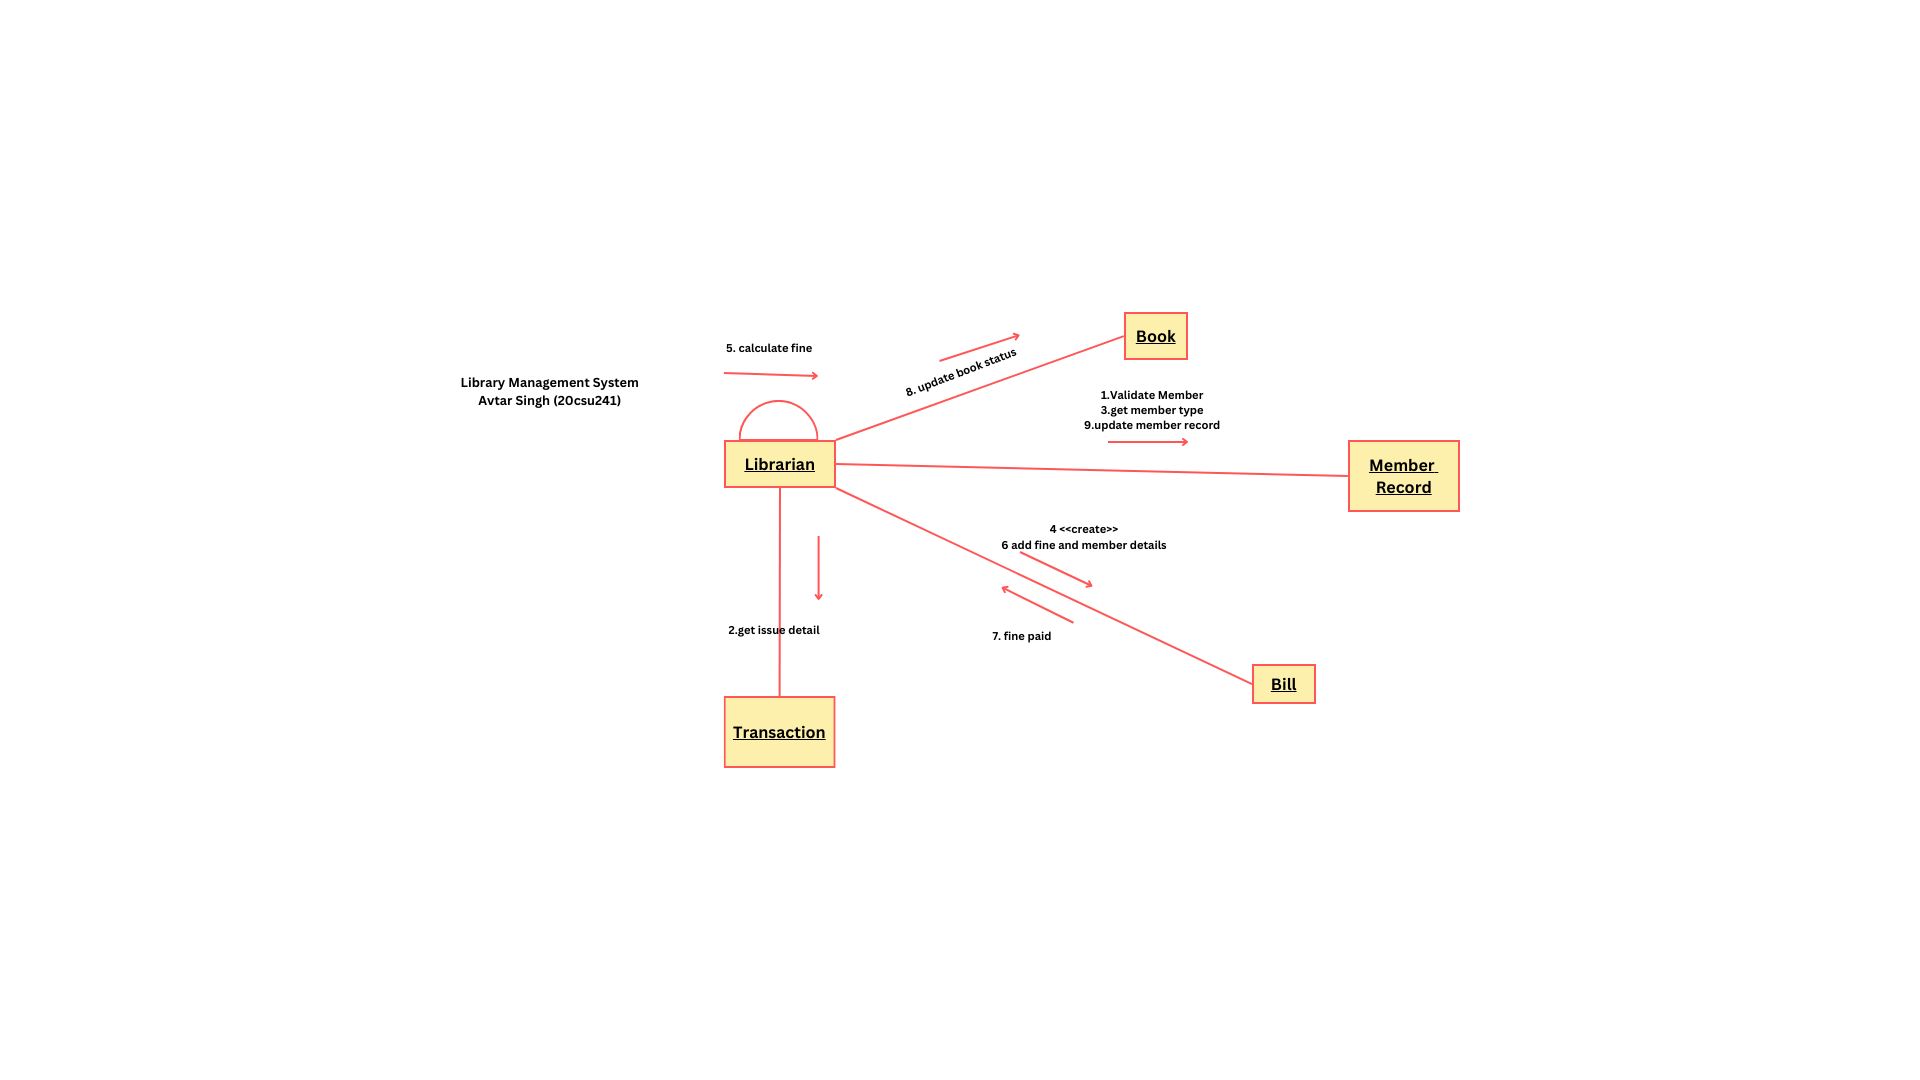 Library Management System
Avtar Singh (20csu241)
5. calculate fine
Librarian
8. update book status
Book
1.Validate Member
3.get member type
9.update member record
Member
Record
4 <<create>>
6 add fine and member details
7. fine paid
Bill
2.get issue detail
Transaction